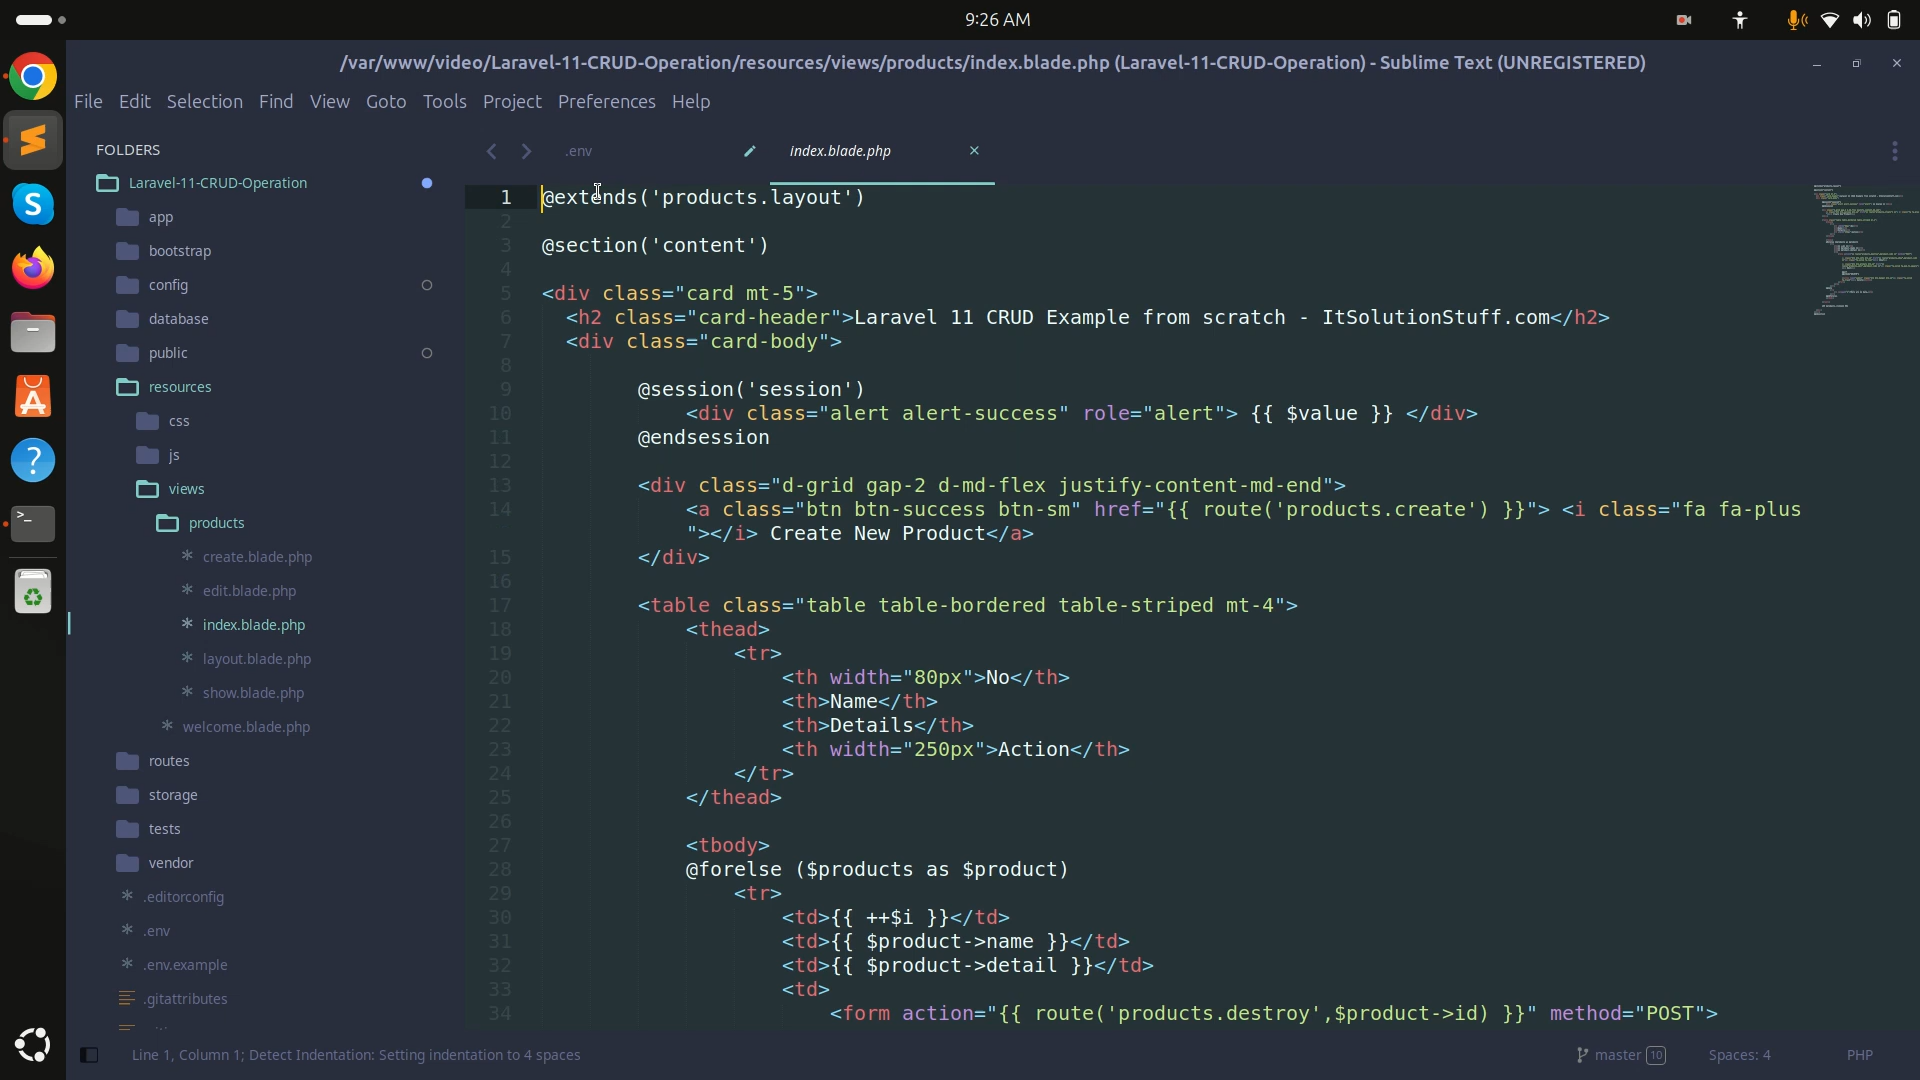 9:26 AM
/var/www/video/Laravel-11-CRUD-Operation/resources/views/products/index.blade.php (Laravel-11-CRUD-Operation) - Sublime Text (UNREGISTERED)
File Edit Selection Find View Goto Tools Project Preferences Help
FOLDERS
Laravel-11-CRUD-Operation
app
bootstrap
config
database
public
resources
css
js
views
products
create.blade.php
edit.blade.php
index.blade.php
layout.blade.php
show.blade.php
welcome.blade.php
routes
storage
tests
vendor
.editorconfig
.env
.env.example
.gitattributes
.env
index.blade.php
1 @extends('products.layout')
2
3 @section('content')
4
5 <div class="card mt-5">
6 <h2 class="card-header">Laravel 11 CRUD Example from scratch - ItSolutionStuff.com</h2>
7 <div class="card-body">
8
9 @session('session')
10 <div class="alert alert-success" role="alert"> {{ $value }} </div>
11 @endsession
12
13 <div class="d-grid gap-2 d-md-flex justify-content-md-end">
14 <a class="btn btn-success btn-sm" href="{{ route('products.create') }}"> <i class="fa fa-plus
"></i> Create New Product</a>
15 </div>
16
17 <table class="table table-bordered table-striped mt-4">
18 <thead>
19 <tr>
20 <th width="80px">No</th>
21 <th>Name</th>
22 <th>Details</th>
23 <th width="250px">Action</th>
24 </tr>
25 </thead>
26
27 <tbody>
28 @forelse ($products as $product)
29 <tr>
30 <td>{{ ++$i }}</td>
31 <td>{{ $product->name }}</td>
32 <td>{{ $product->detail }}</td>
33 <td>
34 <form action="{{ route('products.destroy',$product->id) }}" method="POST">
Line 1, Column 1; Detect Indentation: Setting indentation to 4 spaces
master 10
Spaces: 4
PHP